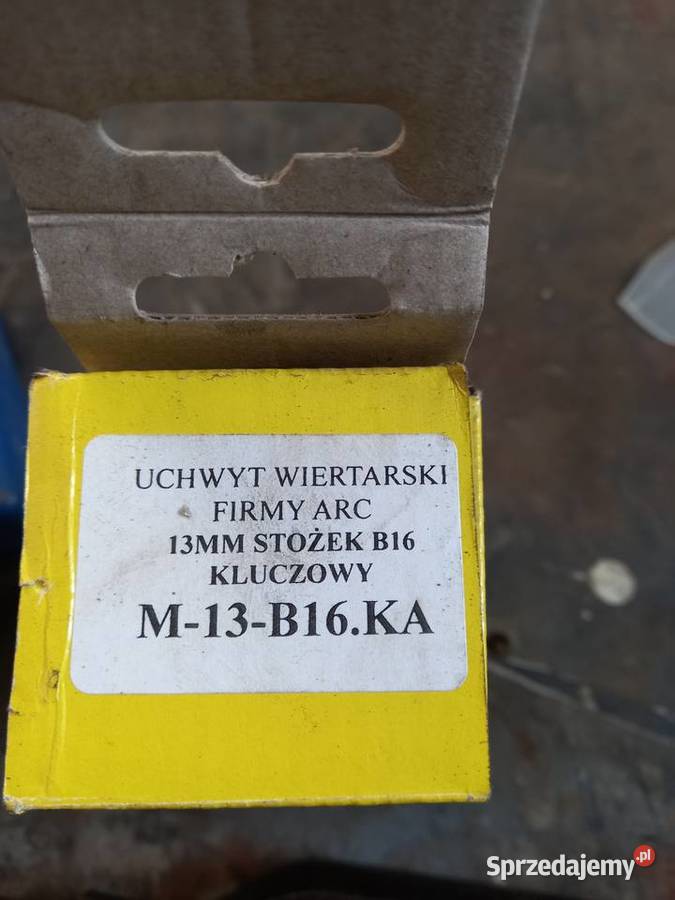 UCHWYT WIERTARSKI
FIRMY ARC
13MM STOŻEK B16
KLUCZOWY
M-13-B16.KA
Sprzedajemy.pl